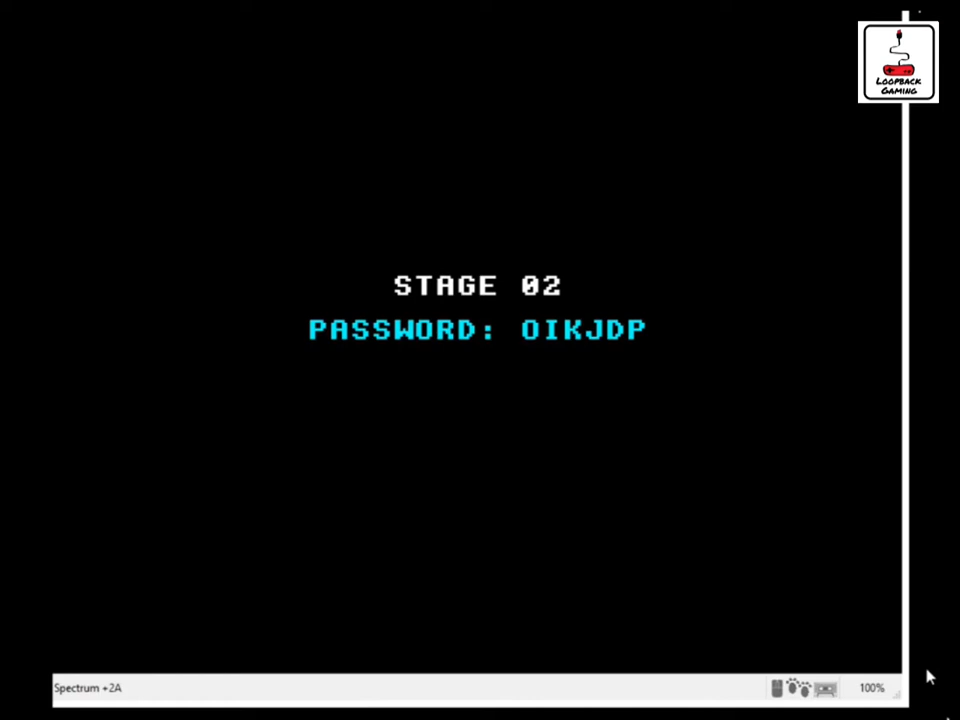 LOOPBACK
GAMING
STAGE 02
PASSWORD: OIKJDP
Spectrum +2A
100%